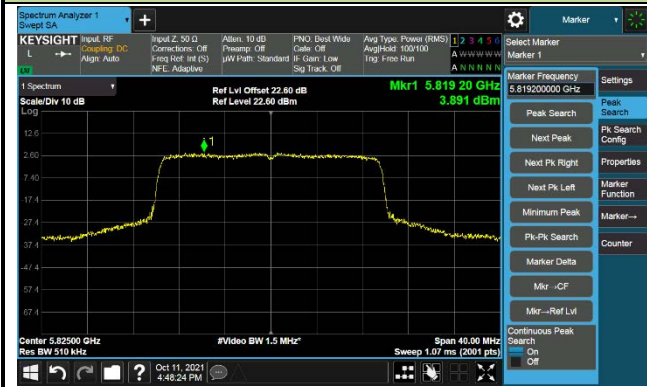 Spectrum Analyzer 1
Swept SA
Marker
KEYSIGHT
L
Input: RF
Coupling: DC
Align: Auto
Input Z: 50 Ω
Corrections: Off
Freq Ref: Int (S)
NFE: Adaptive
Atten: 10 dB
Preamp: Off
µW Path: Standard
PNO: Best Wide
Gate: Off
IF Gain: Low
Sig Track: Off
Avg Type: Power (RMS)
Avg|Hold: 100/100
Trig: Free Run
1 2 3 4 5 6
A W W W W W
A N N N N N
Select Marker
Marker 1
1 Spectrum
Scale/Div 10 dB
Log
Ref Lvl Offset 22.60 dB
Ref Level 22.60 dBm
Mkr1 5.819 20 GHz
3.891 dBm
Marker Frequency
5.819200000 GHz
Settings
Peak Search
Peak
Search
Next Peak
Pk Search
Config
Next Pk Right
Properties
Next Pk Left
Marker
Function
Minimum Peak
Marker→
Pk-Pk Search
Counter
Marker Delta
Mkr→CF
Mkr→Ref Lvl
Continuous Peak
Search
On
Off
12.6
2.60
-7.40
-17.4
-27.4
-37.4
-47.4
-57.4
-67.4
1
Center 5.82500 GHz
Res BW 510 kHz
#Video BW 1.5 MHz*
Span 40.00 MHz
Sweep 1.07 ms (2001 pts)
?
Oct 11, 2021
4:48:24 PM